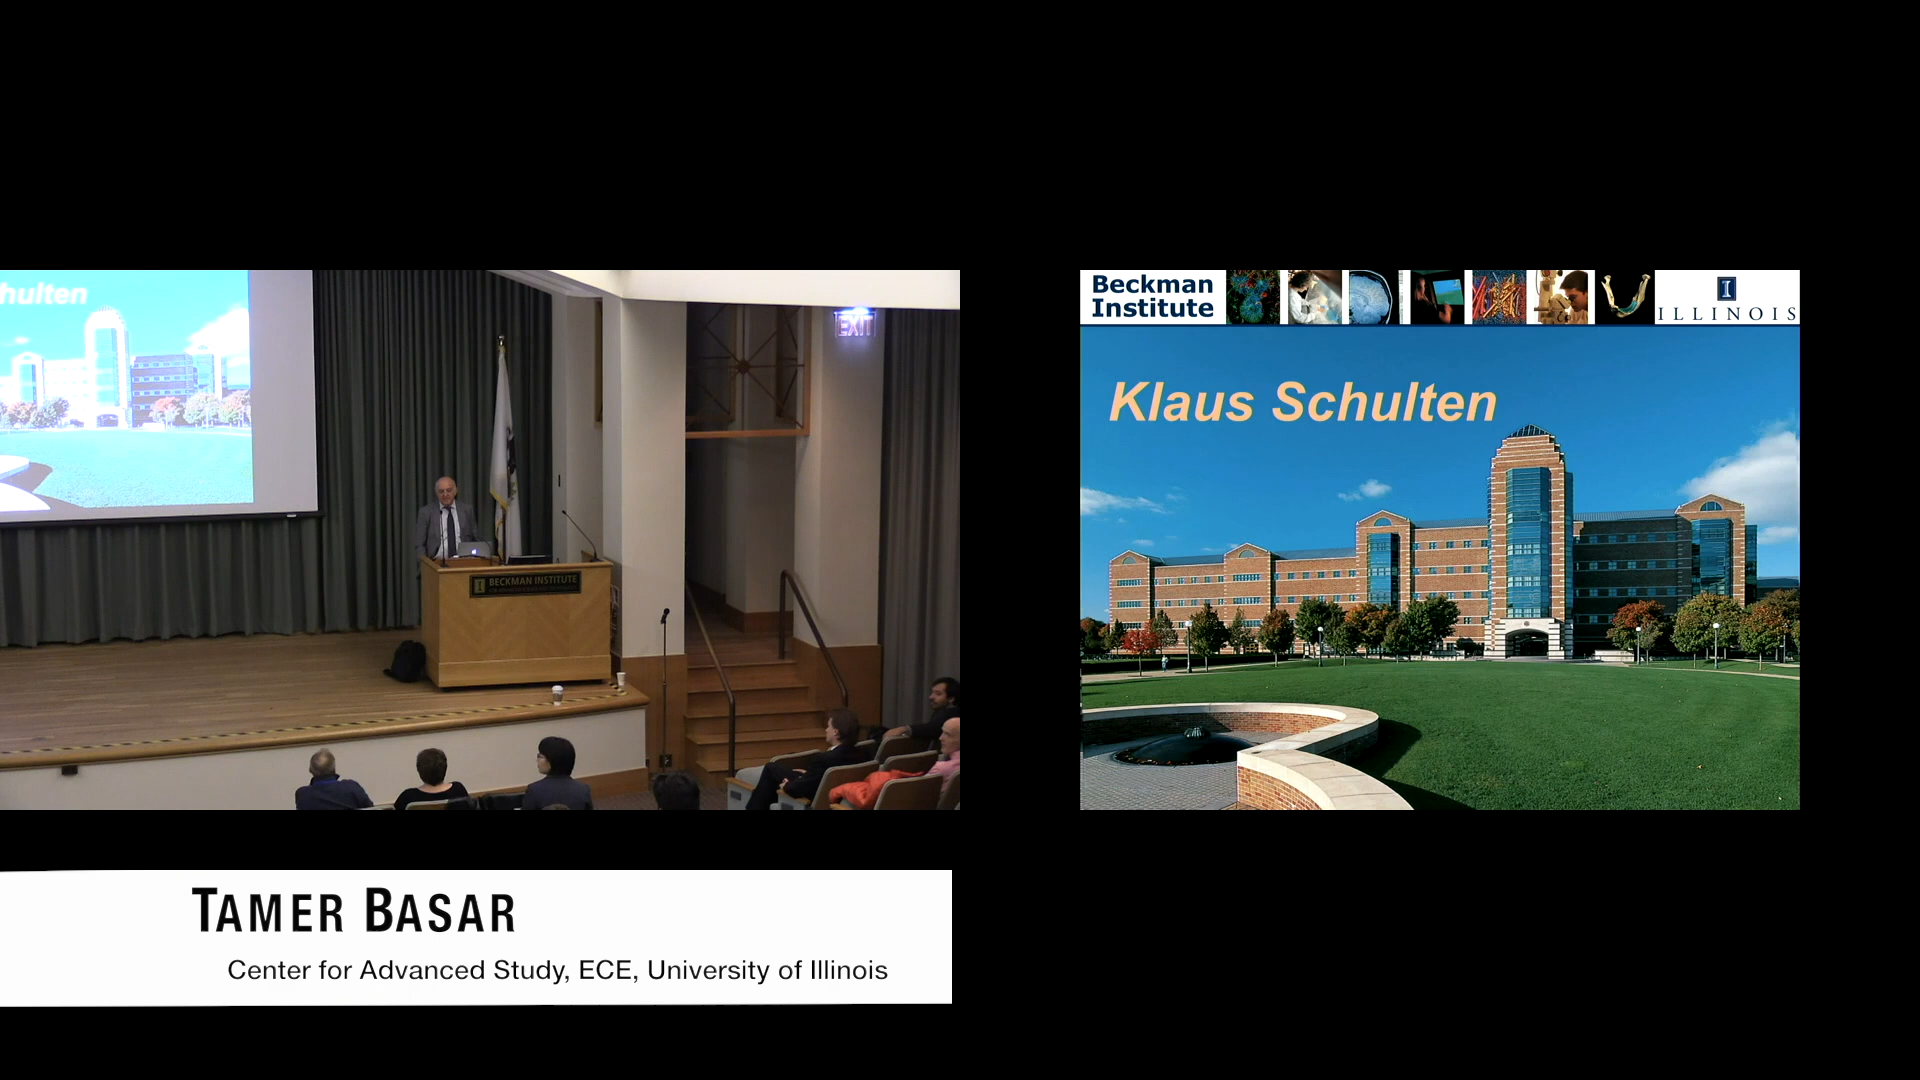 hulten
EXIT
BECKMAN INSTITUTE
Beckman
Institute
I
ILLINOIS
Klaus Schulten
TAMER BASAR
Center for Advanced Study, ECE, University of Illinois